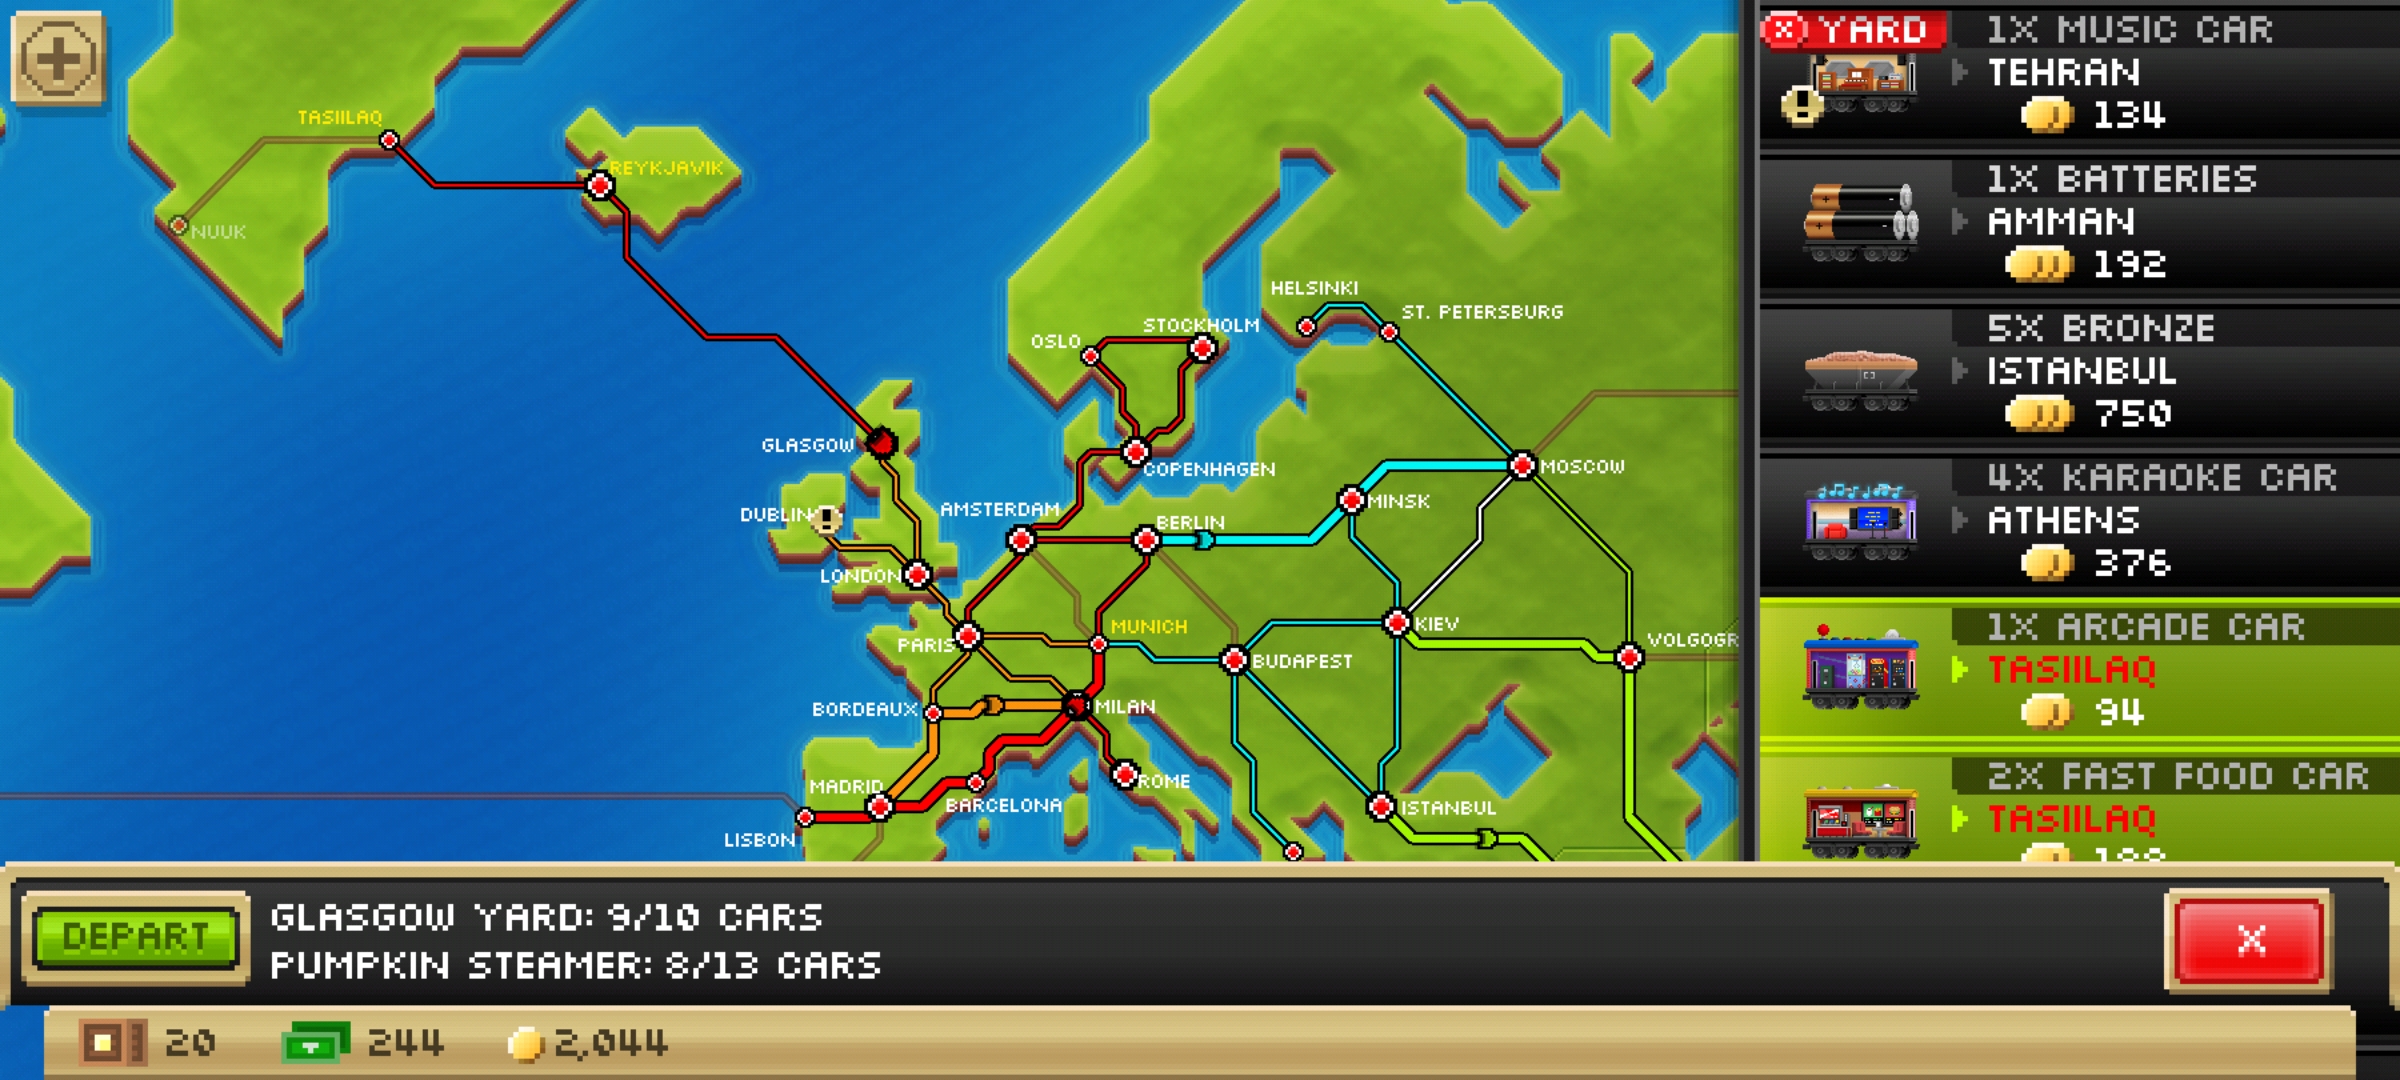 TASIILAQ
REYKJAVIK
NUUK
HELSINKI
ST. PETERSBURG
STOCKHOLM
OSLO
GLASGOW
COPENHAGEN
MOSCOW
AMSTERDAM
MINSK
DUBLIN
BERLIN
LONDON
MUNICH
KIEV
PARIS
VOLGOGR
BUDAPEST
BORDEAUX
MILAN
MADRID
ROME
BARCELONA
ISTANBUL
LISBON
YARD
1X MUSIC CAR
TEHRAN
134
1X BATTERIES
AMMAN
192
5X BRONZE
ISTANBUL
750
4X KARAOKE CAR
ATHENS
376
1X ARCADE CAR
TASIILAQ
94
2X FAST FOOD CAR
TASIILAQ
DEPART
GLASGOW YARD: 9/10 CARS
PUMPKIN STEAMER: 8/13 CARS
X
20
244
2,044